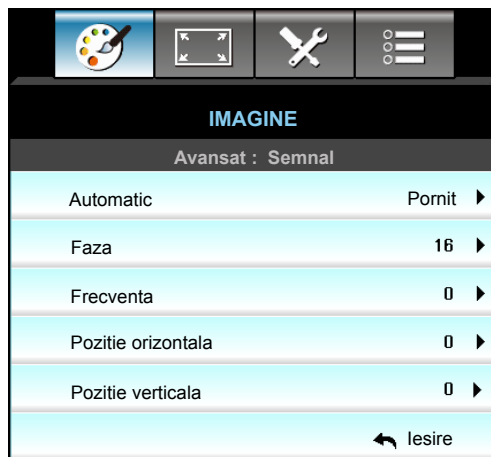 IMAGINE
Avansat : Semnal
Automatic Pornit
Faza 16
Frecventa 0
Pozitie orizontala 0
Pozitie verticala 0
Iesire